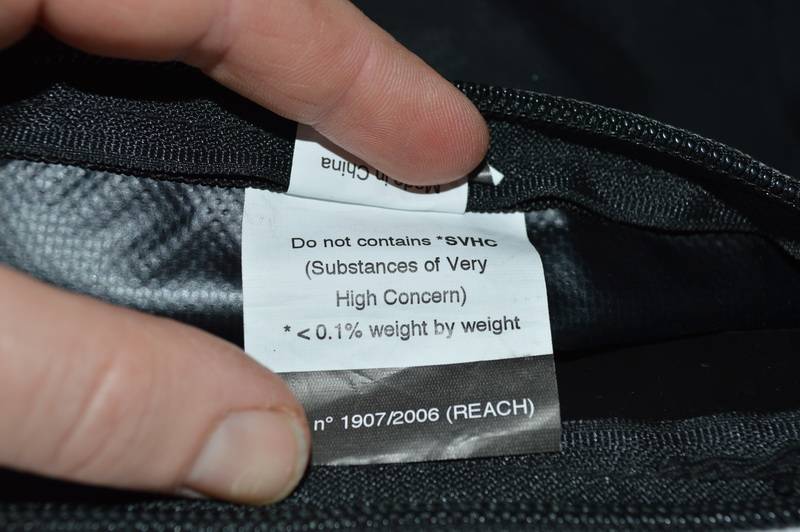 Made in China
Do not contains *SVHC
(Substances of Very
High Concern)
* < 0.1% weight by weight
n° 1907/2006 (REACH)